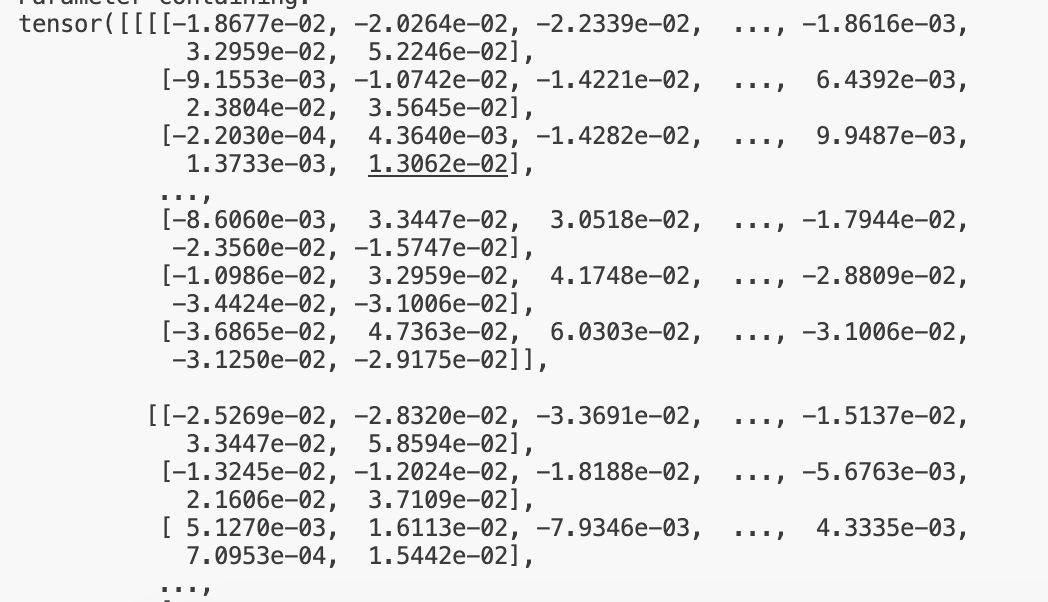 Parameter containing:
tensor([[[[-1.8677e-02, -2.0264e-02, -2.2339e-02,  ..., -1.8616e-03,
            3.2959e-02,  5.2246e-02],
          [-9.1553e-03, -1.0742e-02, -1.4221e-02,  ...,  6.4392e-03,
            2.3804e-02,  3.5645e-02],
          [-2.2030e-04,  4.3640e-03, -1.4282e-02,  ...,  9.9487e-03,
            1.3733e-03,  1.3062e-02],
          ...,
          [-8.6060e-03,  3.3447e-02,  3.0518e-02,  ..., -1.7944e-02,
           -2.3560e-02, -1.5747e-02],
          [-1.0986e-02,  3.2959e-02,  4.1748e-02,  ..., -2.8809e-02,
           -3.4424e-02, -3.1006e-02],
          [-3.6865e-02,  4.7363e-02,  6.0303e-02,  ..., -3.1006e-02,
           -3.1250e-02, -2.9175e-02]],
         [[-2.5269e-02, -2.8320e-02, -3.3691e-02,  ..., -1.5137e-02,
            3.3447e-02,  5.8594e-02],
          [-1.3245e-02, -1.2024e-02, -1.8188e-02,  ..., -5.6763e-03,
            2.1606e-02,  3.7109e-02],
          [ 5.1270e-03,  1.6113e-02, -7.9346e-03,  ...,  4.3335e-03,
            7.0953e-04,  1.5442e-02],
          ...,